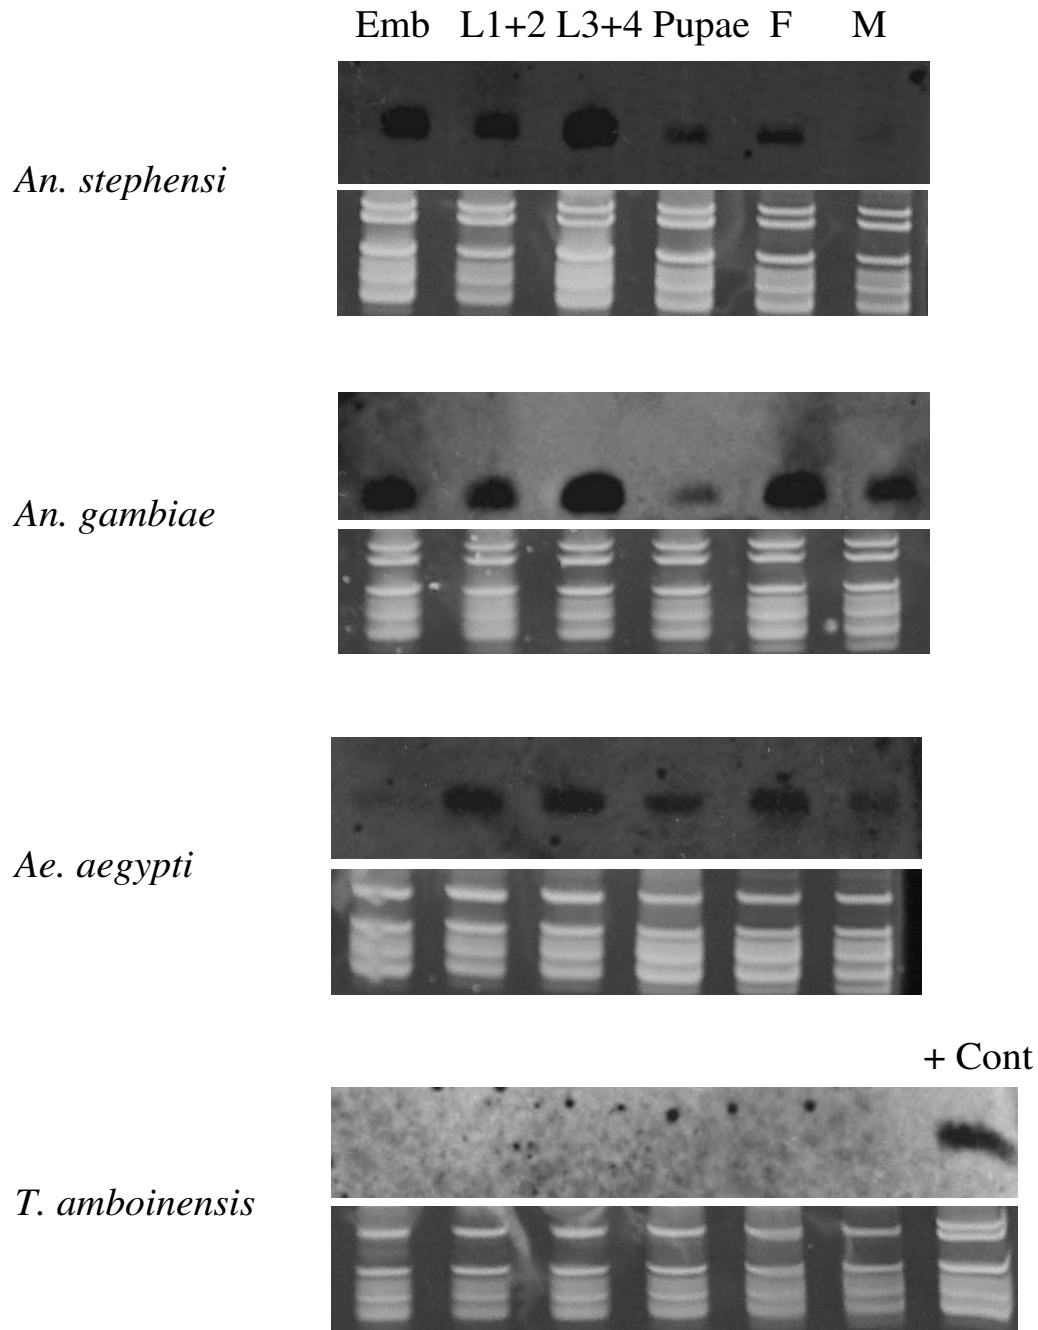 Emb L1+2 L3+4 Pupae F M
An. stephensi
An. gambiae
Ae. aegypti
+ Cont
T. amboinensis